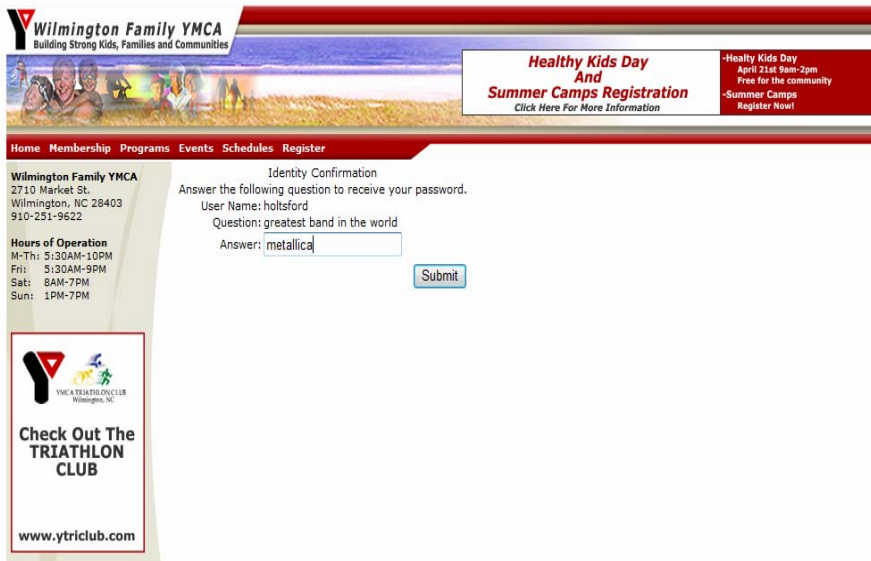 Wilmington Family YMCA
Building Strong Kids, Families and Communities
Healthy Kids Day
And
Summer Camps Registration
Click Here For More Information
-Healty Kids Day
April 21st 9am-2pm
Free for the community
-Summer Camps
Register Now!
Home Membership Programs Events Schedules Register
Wilmington Family YMCA
2710 Market St.
Wilmington, NC 28403
910-251-9622
Hours of Operation
M-Th: 5:30AM-10PM
Fri: 5:30AM-9PM
Sat: 8AM-7PM
Sun: 1PM-7PM
YMCA TRIATHLON CLUB
Wilmington, NC
Check Out The
TRIATHLON
CLUB
www.ytriclub.com
Identity Confirmation
Answer the following question to receive your password.
User Name: holtsford
Question: greatest band in the world
Answer: metallica
Submit